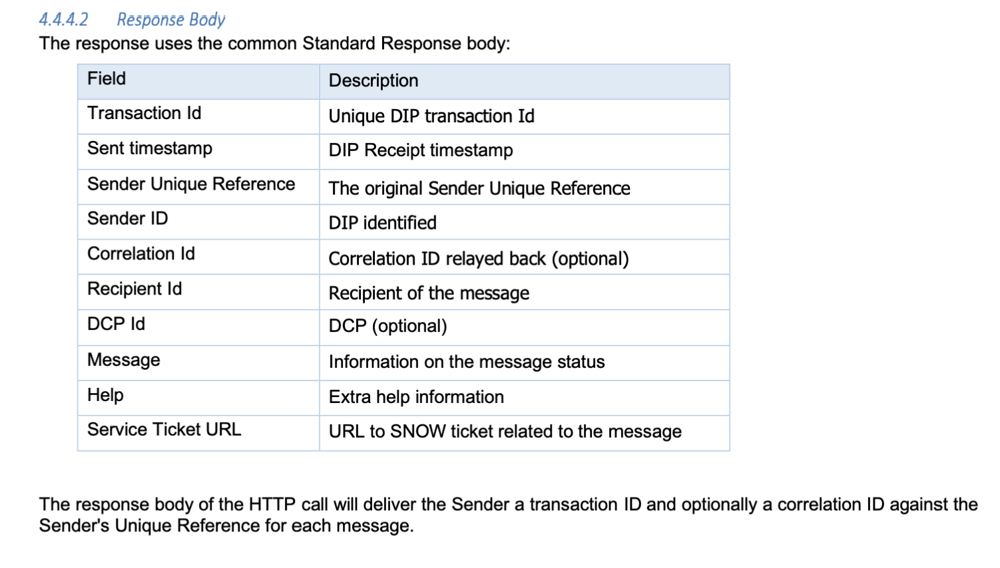 4.4.4.2 Response Body
The response uses the common Standard Response body:
Field Description
Transaction Id Unique DIP transaction Id
Sent timestamp DIP Receipt timestamp
Sender Unique Reference The original Sender Unique Reference
Sender ID DIP identified
Correlation Id Correlation ID relayed back (optional)
Recipient Id Recipient of the message
DCP Id DCP (optional)
Message Information on the message status
Help Extra help information
Service Ticket URL URL to SNOW ticket related to the message
The response body of the HTTP call will deliver the Sender a transaction ID and optionally a correlation ID against the
Sender's Unique Reference for each message.